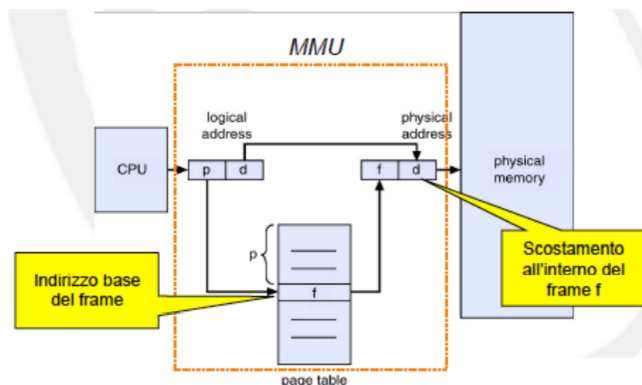 MMU
logical
address
physical
address
CPU
p d
f d
physical
memory
p
f
Indirizzo base
del frame
Scostamento
all'interno del
frame f
page table